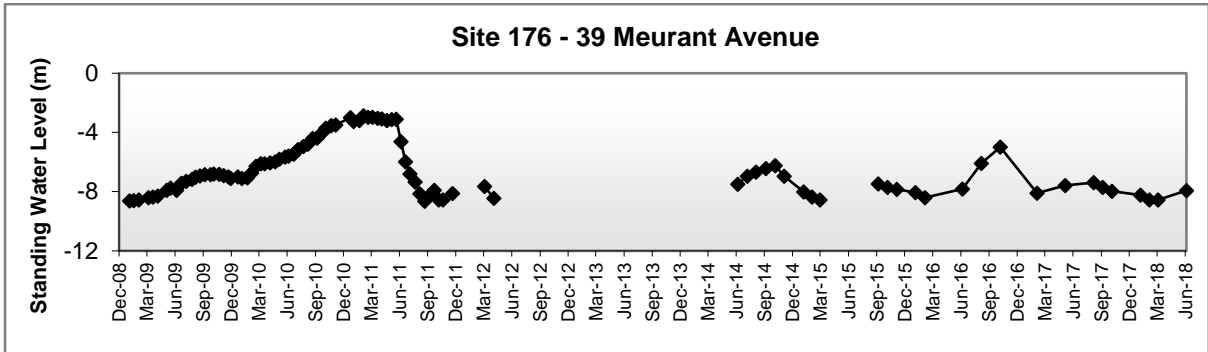 Site 176 - 39 Meurant Avenue
Standing Water Level (m)
0
-4
-8
-12
Dec-08
Mar-09
Jun-09
Sep-09
Dec-09
Mar-10
Jun-10
Sep-10
Dec-10
Mar-11
Jun-11
Sep-11
Dec-11
Mar-12
Jun-12
Sep-12
Dec-12
Mar-13
Jun-13
Sep-13
Dec-13
Mar-14
Jun-14
Sep-14
Dec-14
Mar-15
Jun-15
Sep-15
Dec-15
Mar-16
Jun-16
Sep-16
Dec-16
Mar-17
Jun-17
Sep-17
Dec-17
Mar-18
Jun-18